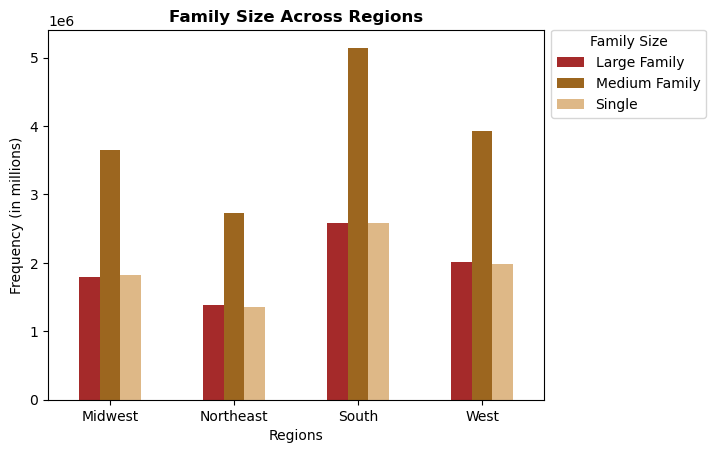 Family Size Across Regions
1e6
Frequency (in millions)
5
4
3
2
1
0
Midwest
Northeast
South
West
Regions
Family Size
Large Family
Medium Family
Single